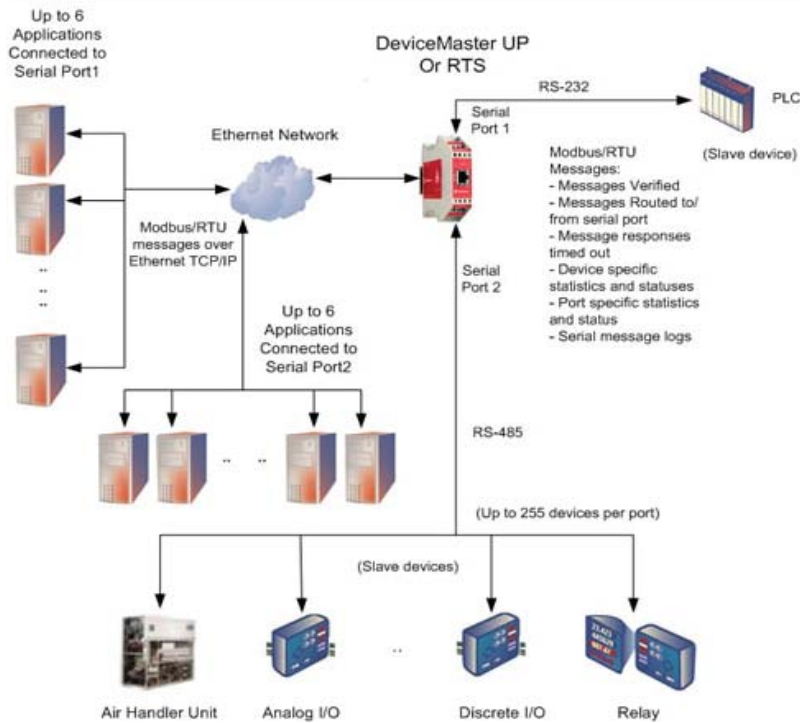 Up to 6
Applications
Connected to
Serial Port1
DeviceMaster UP
Or RTS
RS-232
PLC
Serial
Port 1
(Slave device)
Ethernet Network
Modbus/RTU
messages over
Ethernet TCP/IP
Modbus/RTU
Messages:
- Messages Verified
- Messages Routed to/
from serial port
- Message responses
timed out
- Device specific
statistics and statuses
- Port specific statistics
and status
- Serial message logs
Serial
Port 2
..
..
..
Up to 6
Applications
Connected to
Serial Port2
.. ..
RS-485
(Up to 255 devices per port)
(Slave devices)
..
Air Handler Unit
Analog I/O
Discrete I/O
Relay